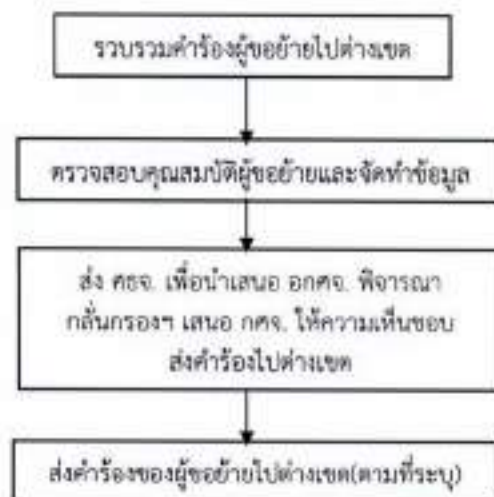 รวบรวมคำร้องผู้ขอย้ายไปต่างเขต
ตรวจสอบคุณสมบัติผู้ขอย้ายและจัดทำข้อมูล
ส่ง ศธจ. เพื่อนำเสนอ อกศจ. พิจารณา
กลั่นกรองฯ เสนอ กศจ. ให้ความเห็นชอบ
ส่งคำร้องไปต่างเขต
ส่งคำร้องของผู้ขอย้ายไปต่างเขต(ตามที่ระบุ)